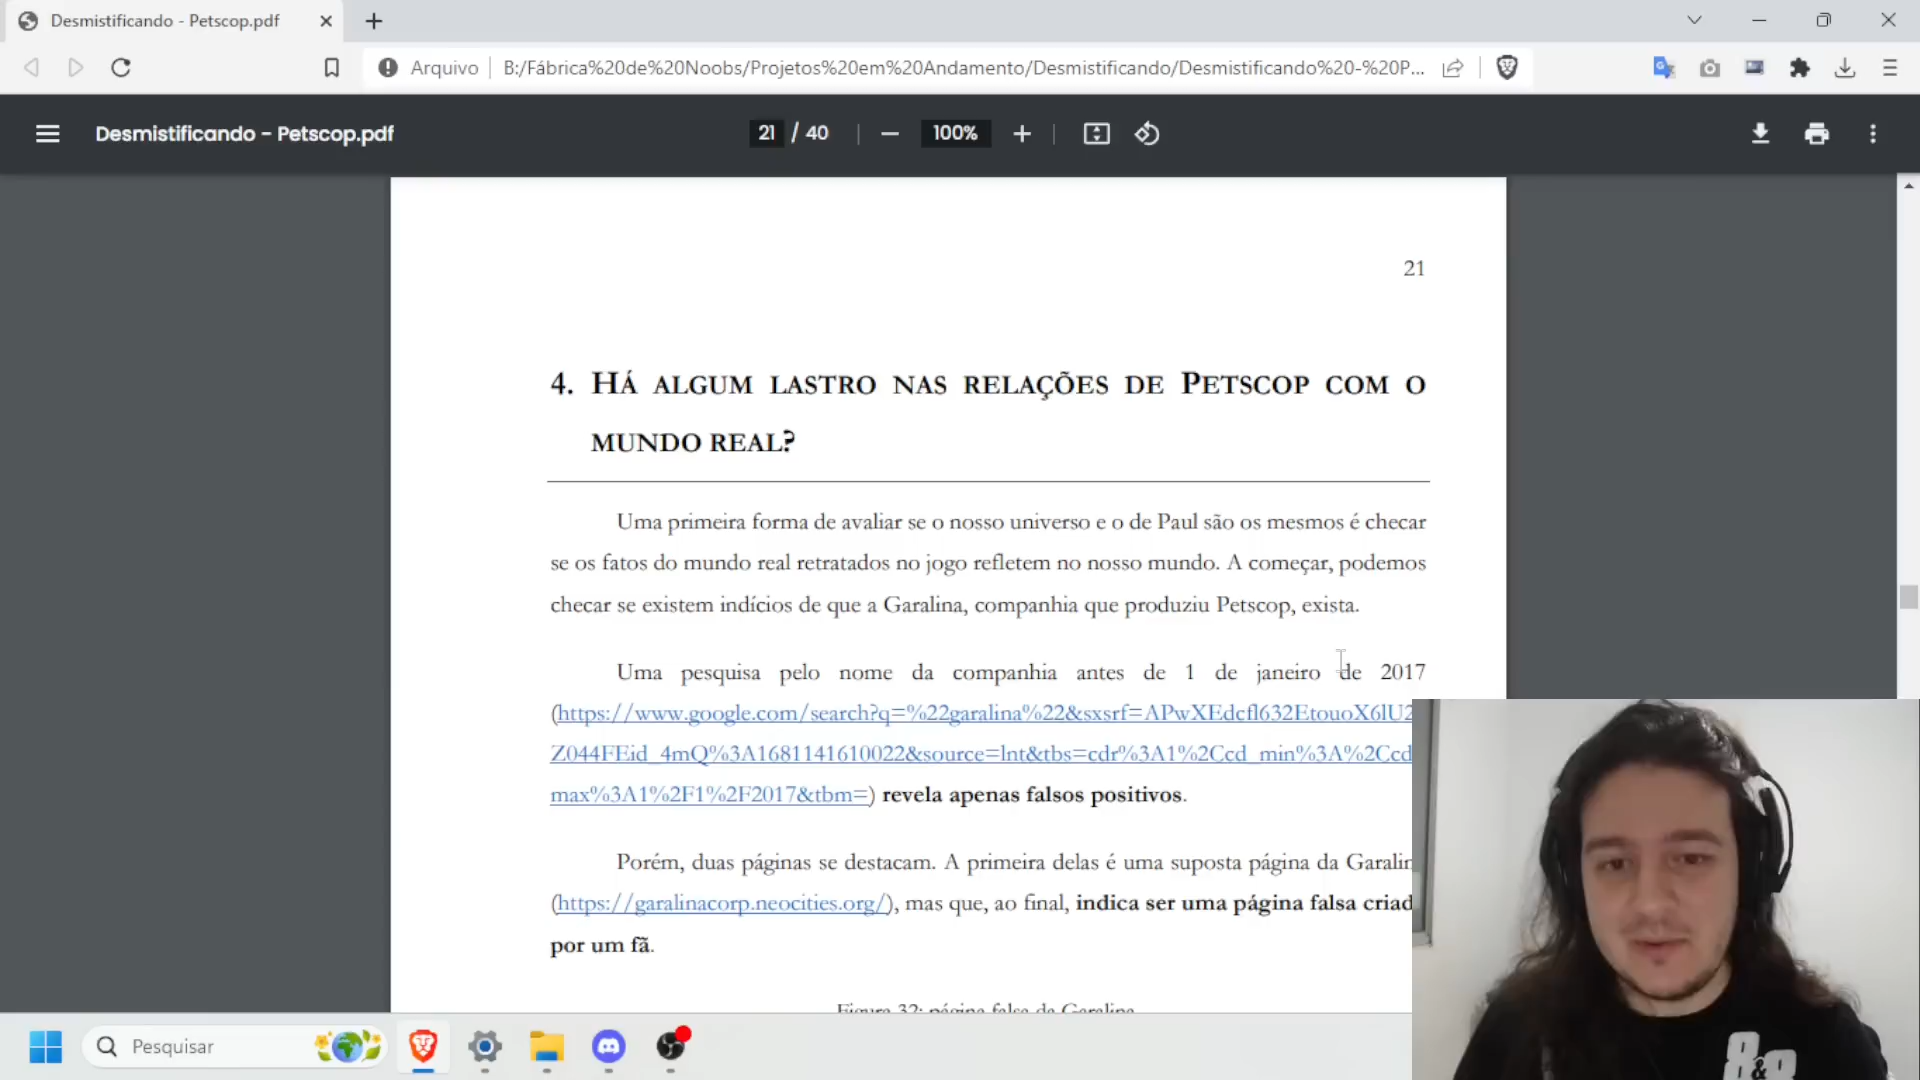 Desmistificando - Petscop.pdf
Arquivo
B:/Fábrica%20de%20Noobs/Projetos%20em%20Andamento/Desmistificando/Desmistificando%20-%20P...
Desmistificando – Petscop.pdf
21 / 40
100%
21
4. HÁ ALGUM LASTRO NAS RELAÇÕES DE PETSCOP COM O
MUNDO REAL?
Uma primeira forma de avaliar se o nosso universo e o de Paul são os mesmos é checar
se os fatos do mundo real retratados no jogo refletem no nosso mundo. A começar, podemos
checar se existem indícios de que a Garalina, companhia que produziu Petscop, exista.
Uma pesquisa pelo nome da companhia antes de 1 de janeiro de 2017
(https://www.google.com/search?q=%22garalina%22&sxsrf=APwXEdcfl632EtouoX6lU2
Z044FEid_4mQ%3A1681141610022&source=lnt&tbs=cdr%3A1%2Ccd_min%3A%2Ccd
max%3A1%2F1%2F2017&tbm=) revela apenas falsos positivos.
Porém, duas páginas se destacam. A primeira delas é uma suposta página da Garalin
(https://garalinacorp.neocities.org/), mas que, ao final, indica ser uma página falsa criad
por um fã.
Figura 32: página falsa da Garalina
Pesquisar